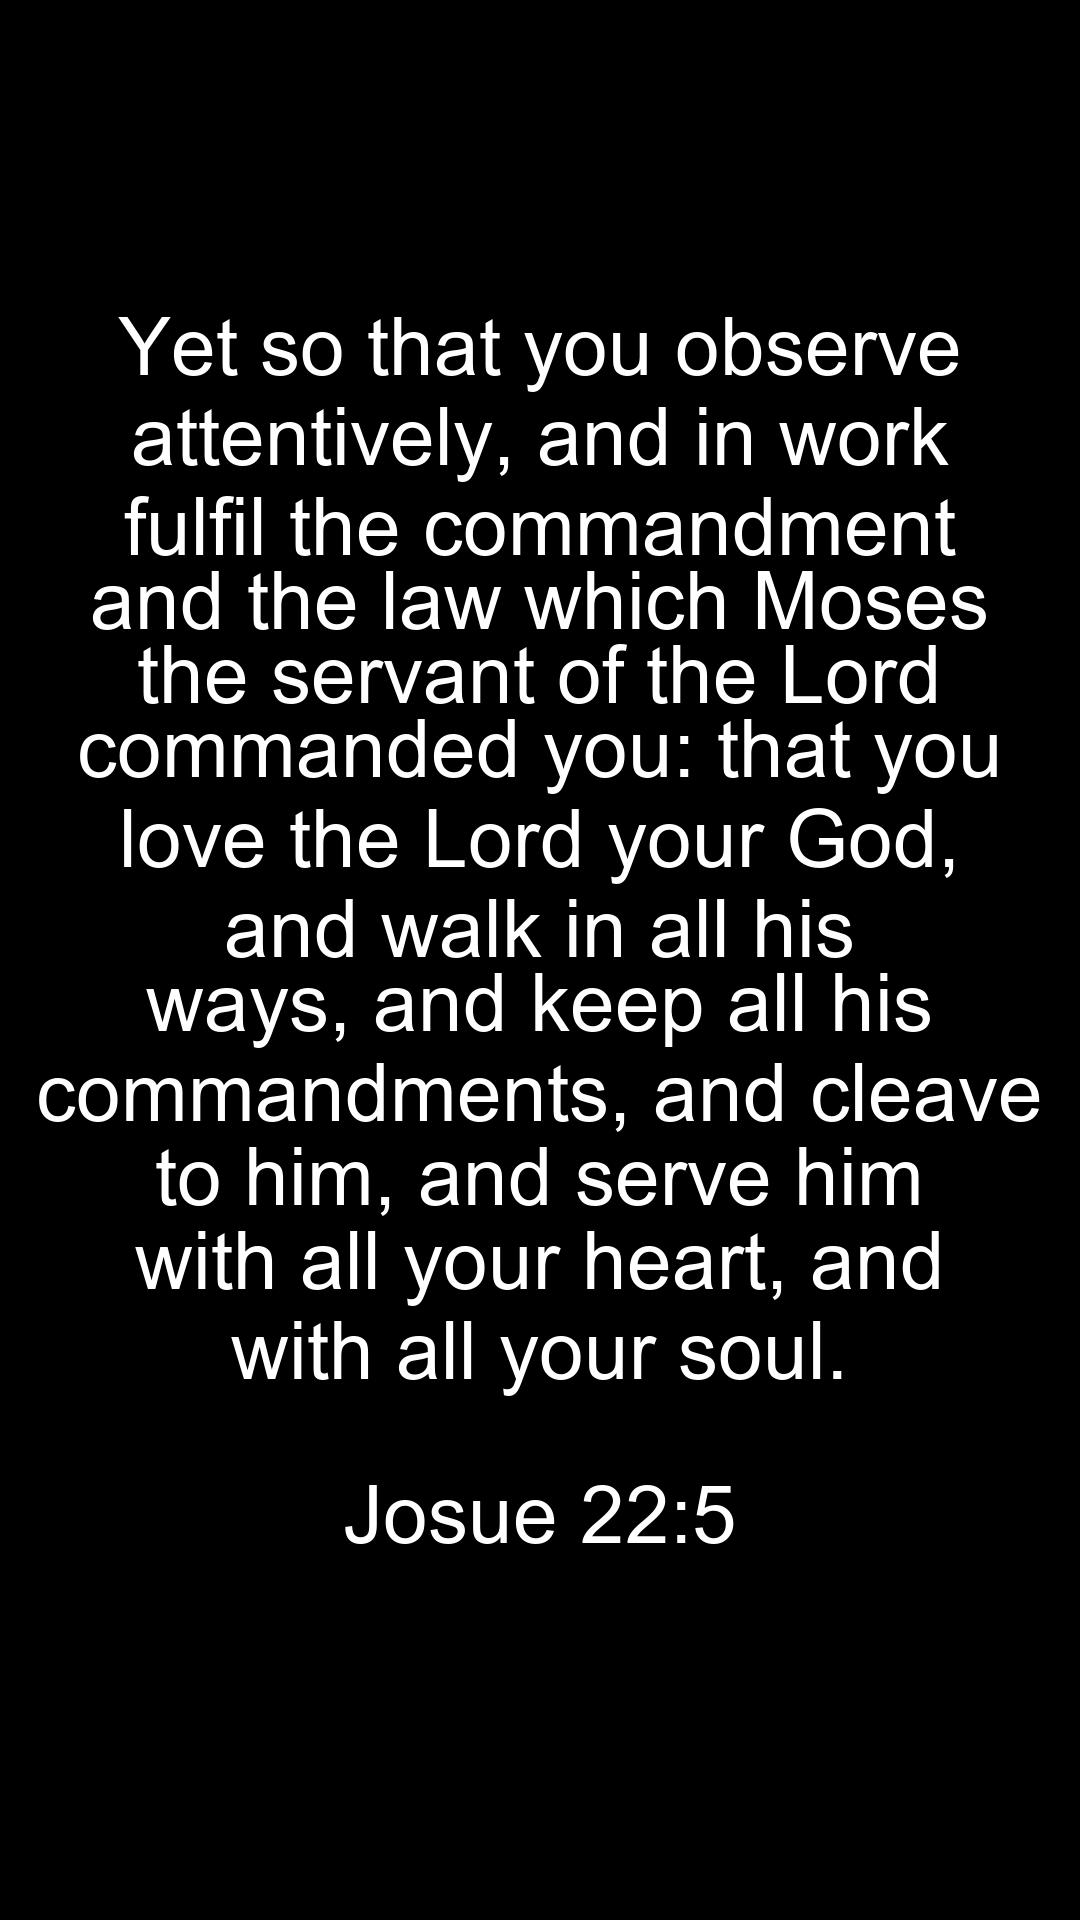 Yet so that you observe
attentively, and in work
fulfil the commandment
and the law which Moses
the servant of the Lord
commanded you: that you
love the Lord your God,
and walk in all his
ways, and keep all his
commandments, and cleave
to him, and serve him
with all your heart, and
with all your soul.
Josue 22:5